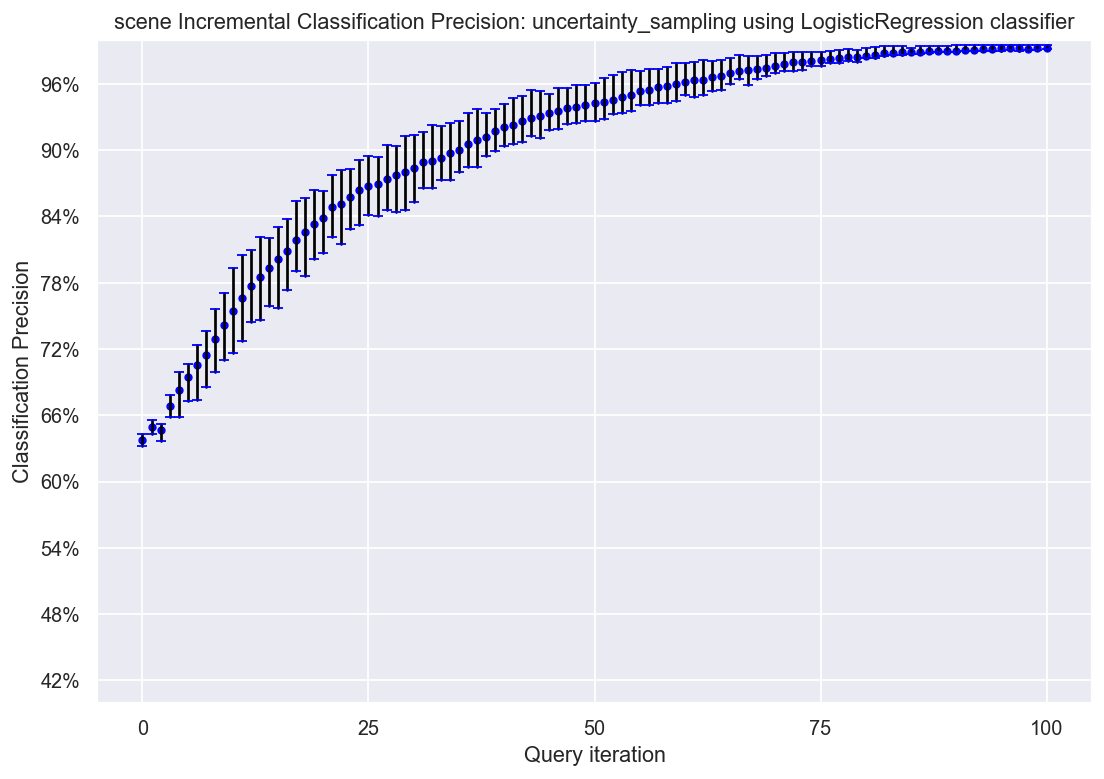 scene Incremental Classification Precision: uncertainty_sampling using LogisticRegression classifier
Classification Precision
96%
90%
84%
78%
72%
66%
60%
54%
48%
42%
0 25 50 75 100
Query iteration